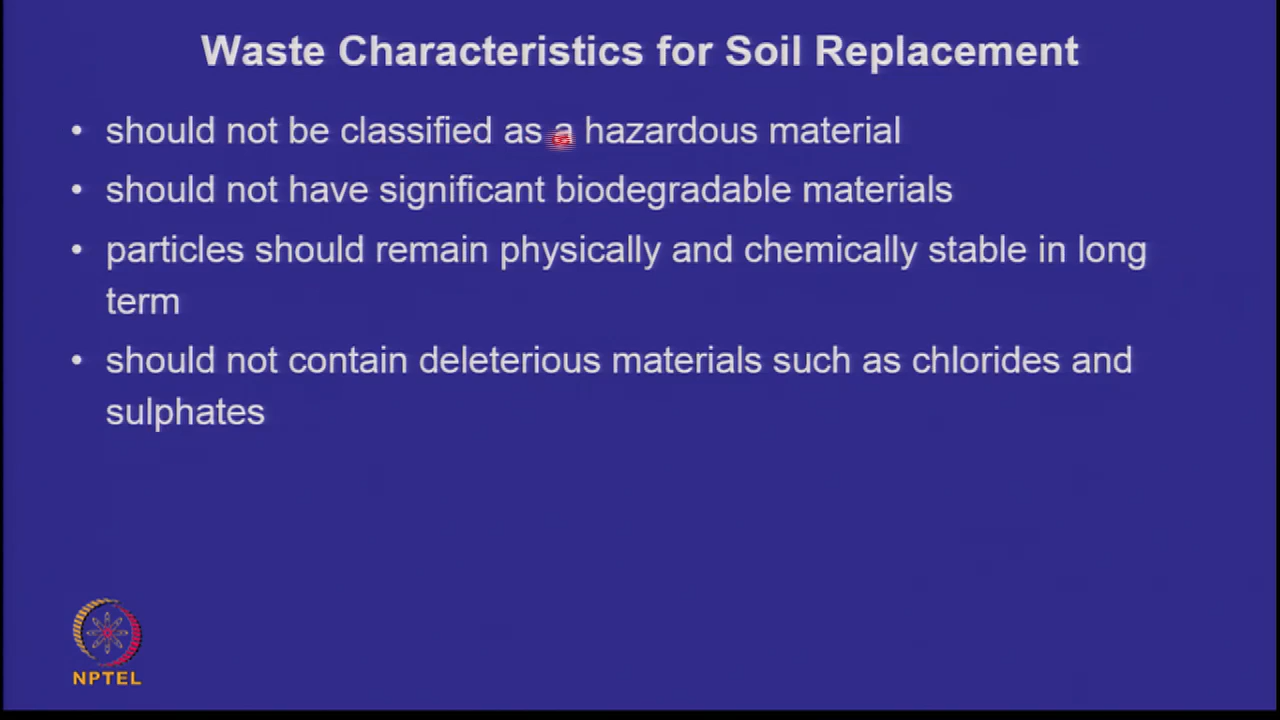 Waste Characteristics for Soil Replacement
• should not be classified as a hazardous material
• should not have significant biodegradable materials
• particles should remain physically and chemically stable in long
term
• should not contain deleterious materials such as chlorides and
sulphates
NPTEL